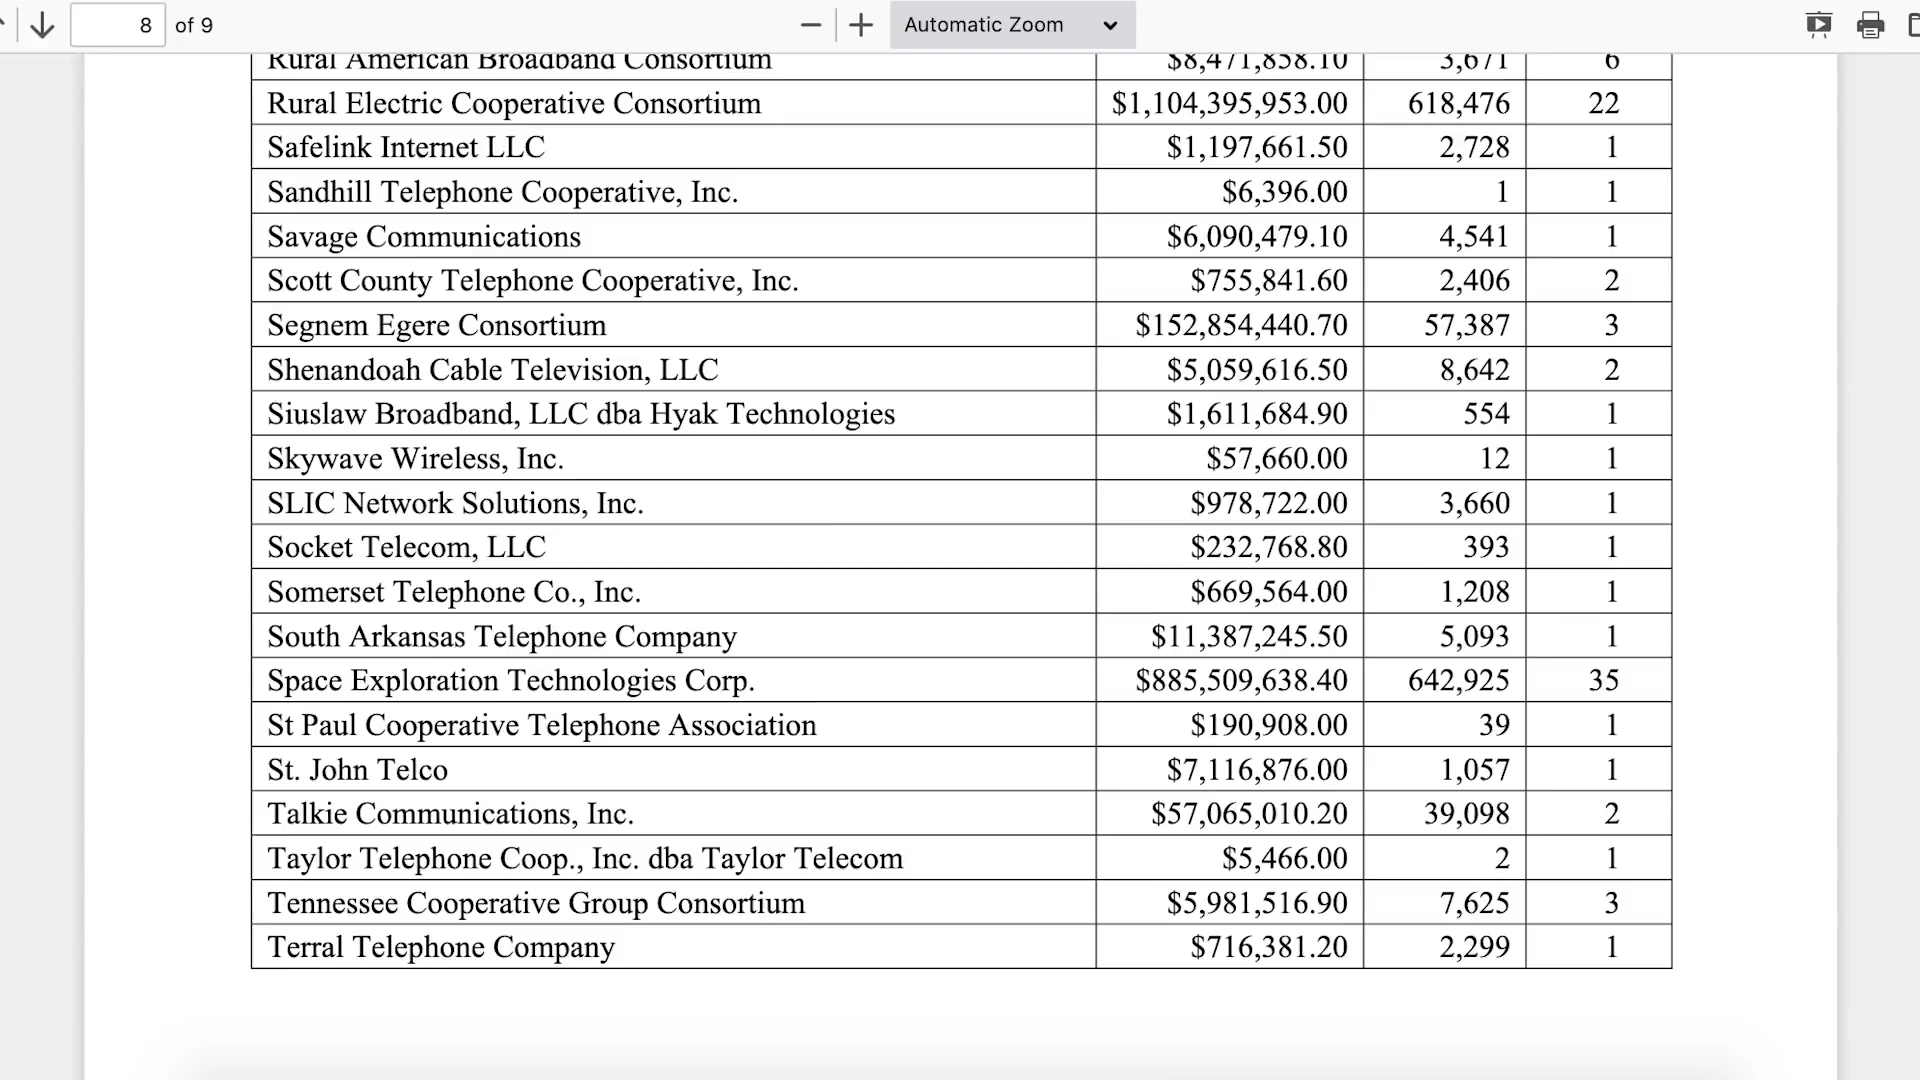 8 of 9 Automatic Zoom
Rural American Broadband Consortium $8,471,858.10 3,671 6
Rural Electric Cooperative Consortium $1,104,395,953.00 618,476 22
Safelink Internet LLC $1,197,661.50 2,728 1
Sandhill Telephone Cooperative, Inc. $6,396.00 1 1
Savage Communications $6,090,479.10 4,541 1
Scott County Telephone Cooperative, Inc. $755,841.60 2,406 2
Segnem Egere Consortium $152,854,440.70 57,387 3
Shenandoah Cable Television, LLC $5,059,616.50 8,642 2
Siuslaw Broadband, LLC dba Hyak Technologies $1,611,684.90 554 1
Skywave Wireless, Inc. $57,660.00 12 1
SLIC Network Solutions, Inc. $978,722.00 3,660 1
Socket Telecom, LLC $232,768.80 393 1
Somerset Telephone Co., Inc. $669,564.00 1,208 1
South Arkansas Telephone Company $11,387,245.50 5,093 1
Space Exploration Technologies Corp. $885,509,638.40 642,925 35
St Paul Cooperative Telephone Association $190,908.00 39 1
St. John Telco $7,116,876.00 1,057 1
Talkie Communications, Inc. $57,065,010.20 39,098 2
Taylor Telephone Coop., Inc. dba Taylor Telecom $5,466.00 2 1
Tennessee Cooperative Group Consortium $5,981,516.90 7,625 3
Terral Telephone Company $716,381.20 2,299 1